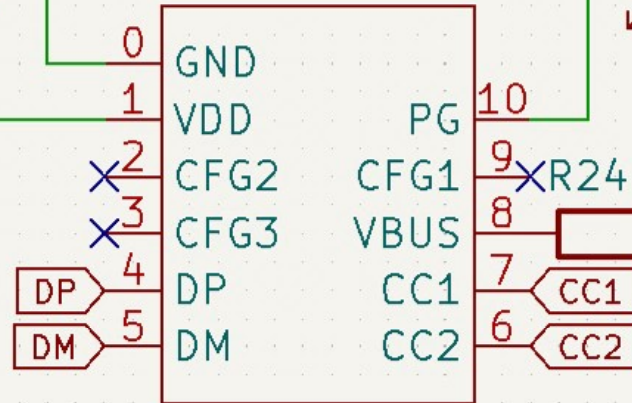 0 GND
1 VDD PG 10
2 CFG2 CFG1 9 R24
3 CFG3 VBUS 8
DP 4 DP CC1 7 CC1
DM 5 DM CC2 6 CC2